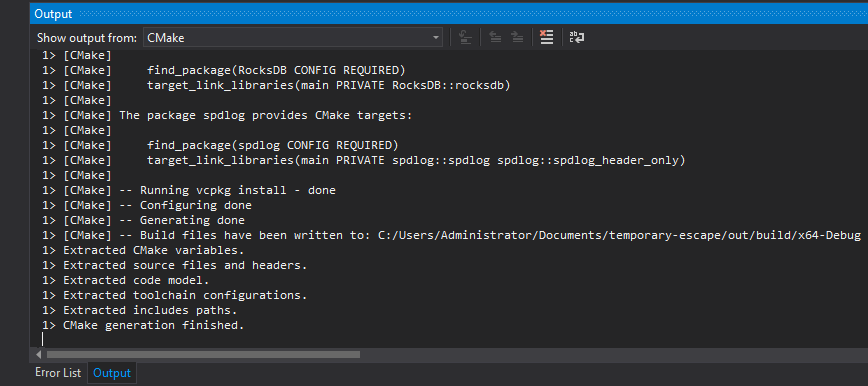 Output
Show output from: CMake
1> [CMake]
1> [CMake]     find_package(RocksDB CONFIG REQUIRED)
1> [CMake]     target_link_libraries(main PRIVATE RocksDB::rocksdb)
1> [CMake]
1> [CMake] The package spdlog provides CMake targets:
1> [CMake]
1> [CMake]     find_package(spdlog CONFIG REQUIRED)
1> [CMake]     target_link_libraries(main PRIVATE spdlog::spdlog spdlog::spdlog_header_only)
1> [CMake]
1> [CMake] -- Running vcpkg install - done
1> [CMake] -- Configuring done
1> [CMake] -- Generating done
1> [CMake] -- Build files have been written to: C:/Users/Administrator/Documents/temporary-escape/out/build/x64-Debug
1> Extracted CMake variables.
1> Extracted source files and headers.
1> Extracted code model.
1> Extracted toolchain configurations.
1> Extracted includes paths.
1> CMake generation finished.
Error List Output